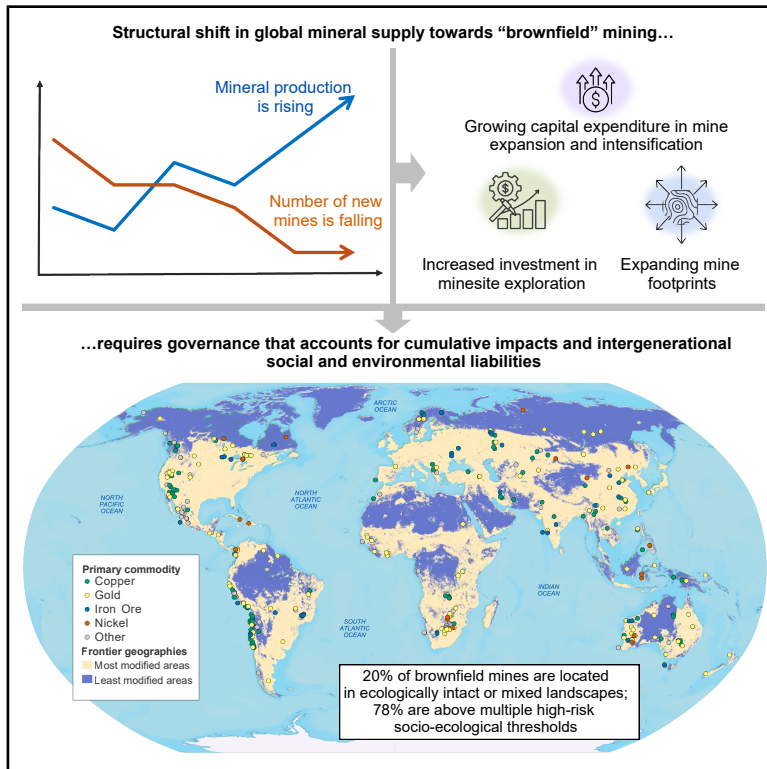 Structural shift in global mineral supply towards “brownfield” mining…
Mineral production
is rising
Number of new
mines is falling
$
Growing capital expenditure in mine
expansion and intensification
$
Increased investment in
minesite exploration
Expanding mine
footprints
…requires governance that accounts for cumulative impacts and intergenerational
social and environmental liabilities
ARCTIC
OCEAN
NORTH
PACIFIC
OCEAN
NORTH
ATLANTIC
OCEAN
INDIAN
OCEAN
SOUTH
ATLANTIC
OCEAN
Primary commodity
Copper
Gold
Iron Ore
Nickel
Other
Frontier geographies
Most modified areas
Least modified areas
20% of brownfield mines are located
in ecologically intact or mixed landscapes;
78% are above multiple high-risk
socio-ecological thresholds